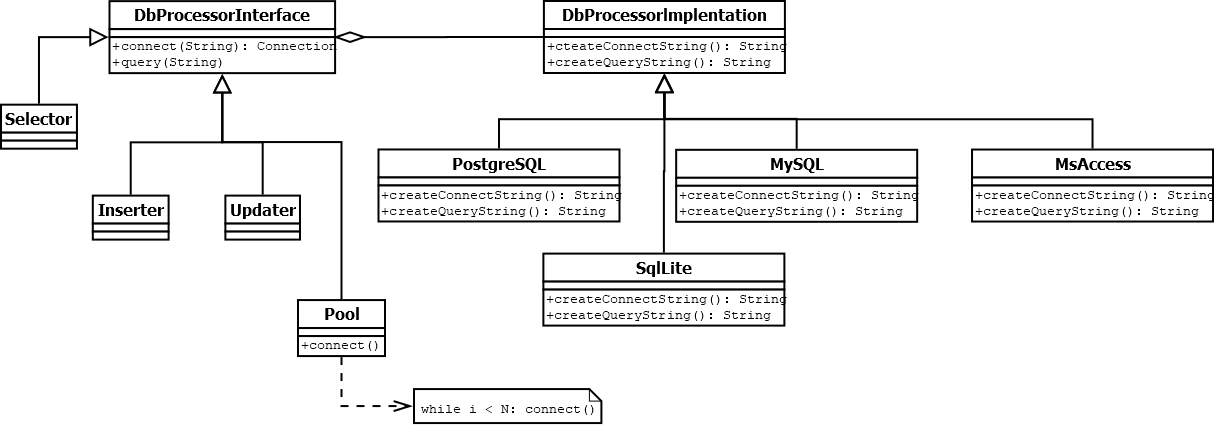 DbProcessorInterface
+connect(String): Connection
+query(String)
DbProcessorImplentation
+cteateConnectString(): String
+createQueryString(): String
Selector
PostgreSQL
+createConnectString(): String
+createQueryString(): String
MySQL
+createConnectString(): String
+createQueryString(): String
MsAccess
+createConnectString(): String
+createQueryString(): String
Inserter
Updater
SqlLite
+createConnectString(): String
+createQueryString(): String
Pool
+connect()
while i < N: connect()